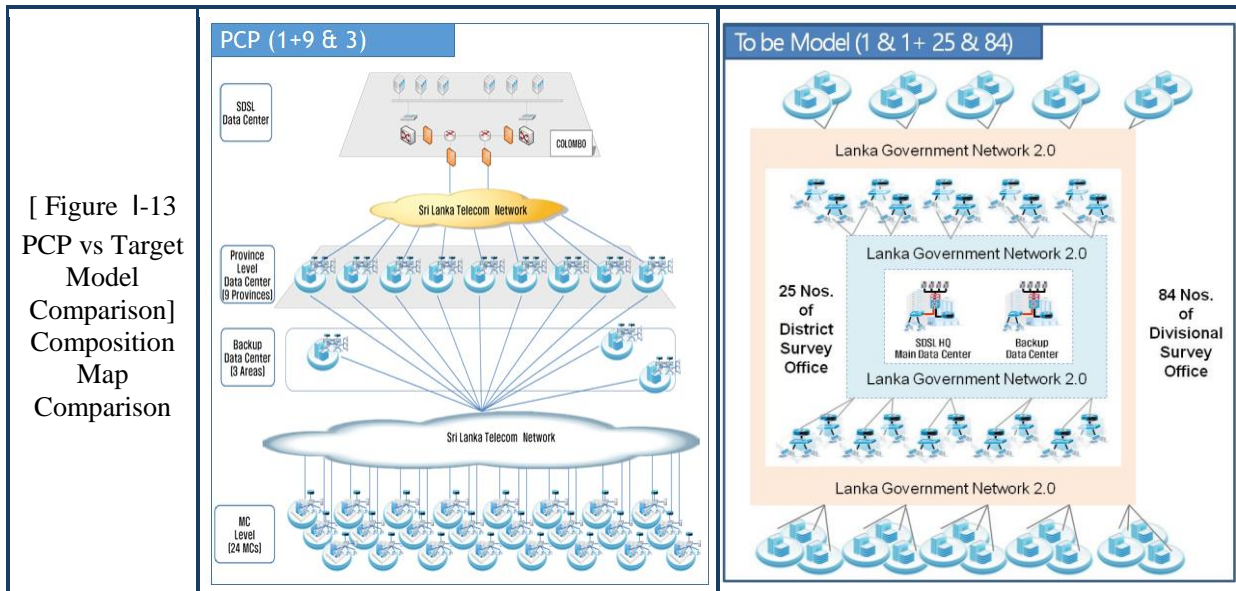 [ Figure Ⅰ-13
PCP vs Target
Model
Comparison]
Composition
Map
Comparison
PCP (1+9 & 3)
SDSL
Data Center
COLOMBO
Sri Lanka Telecom Network
Province
Level
Data Center
(9 Provinces)
Backup
Data Center
(3 Areas)
Sri Lanka Telecom Network
MC
Level
(24 MCs)
To be Model (1 & 1+ 25 & 84)
Lanka Government Network 2.0
Lanka Government Network 2.0
25 Nos.
of
District
Survey
Office
SDSL HQ
Main Data Center
Backup
Data Center
84 Nos.
of
Divisional
Survey
Office
Lanka Government Network 2.0
Lanka Government Network 2.0